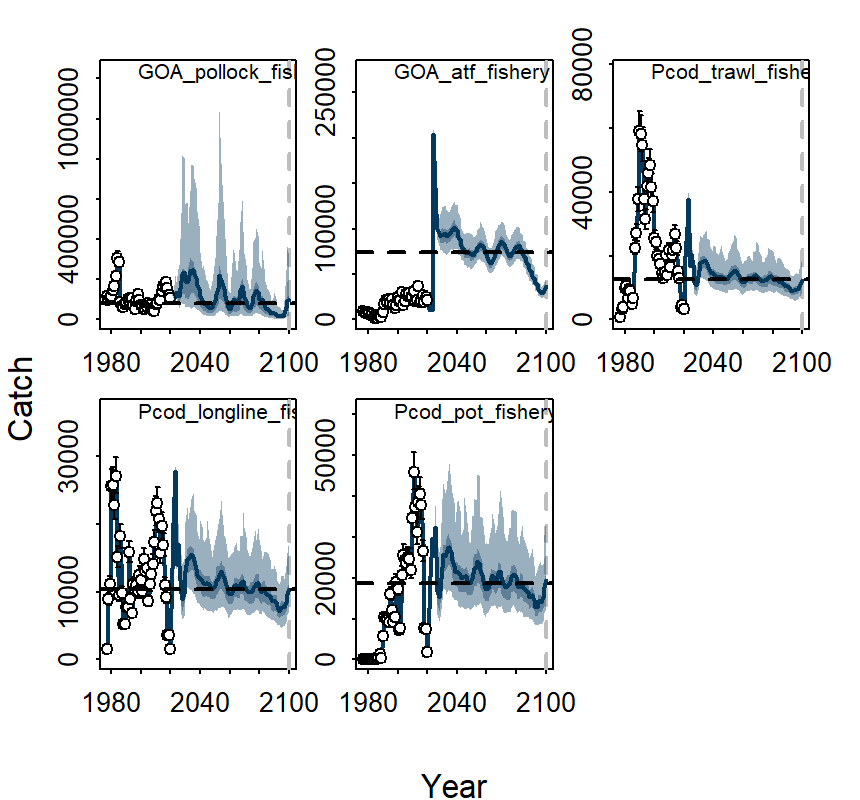 GOA_pollock_fisl
GOA_atf_fishery
Pcod_trawl_fishe
0 400000 1000000
0 100000 250000
0 40000 80000
1980 2040 2100
1980 2040 2100
1980 2040 2100
Catch
Pcod_longline_fis
Pcod_pot_fishery
0 10000 30000
0 20000 50000
1980 2040 2100
1980 2040 2100
Year